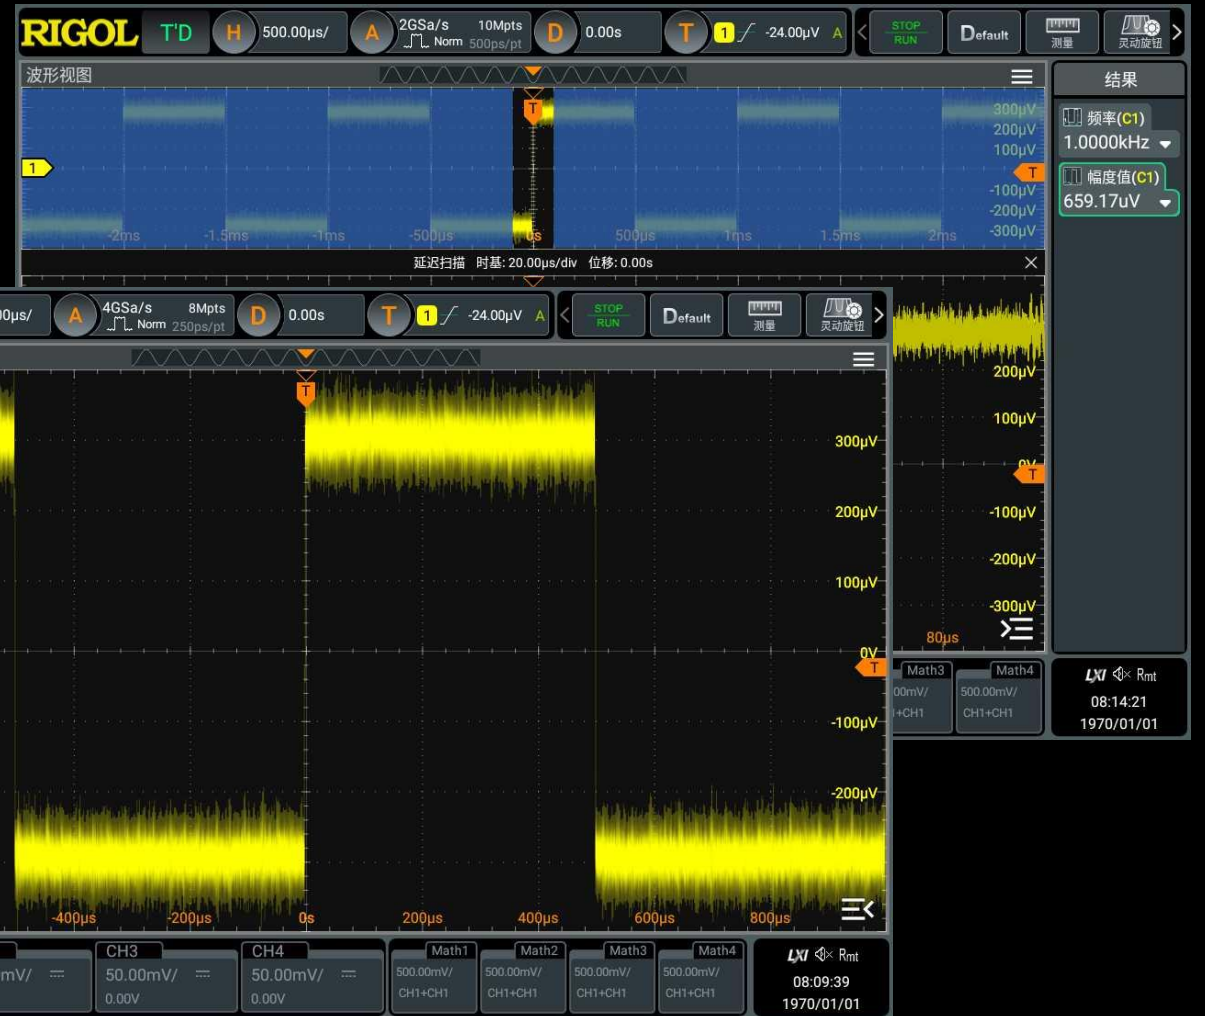 RIGOL T'D H 500.00μs/ A 2GSa/s 10Mpts Norm 500ps/pt D 0.00s T 1 -24.00μV A STOP RUN Default 测量 灵动旋钮
波形视图
结果
频率(C1)
1.0000kHz
幅度值(C1)
659.17uV
T
300μV
200μV
100μV
1
T
-100μV
-200μV
-300μV
-2ms -1.5ms -1ms -500μs 0s 500μs 1ms 1.5ms 2ms
延迟扫描 时基: 20.00μs/div 位移: 0.00s
200μV
100μV
0V
T
-100μV
-200μV
-300μV
80μs
Math3 Math4
00mV/ 500.00mV/
+CH1 CH1+CH1
LXI Rmt
08:14:21
1970/01/01
0μs/ A 4GSa/s 8Mpts Norm 250ps/pt D 0.00s T 1 -24.00μV A STOP RUN Default 测量 灵动旋钮
T
300μV
200μV
100μV
0V
T
-100μV
-200μV
-400μs -200μs 0s 200μs 400μs 600μs 800μs
CH3 CH4 Math1 Math2 Math3 Math4
mV/ 50.00mV/ 50.00mV/ 500.00mV/ 500.00mV/ 500.00mV/ 500.00mV/
0.00V 0.00V CH1+CH1 CH1+CH1 CH1+CH1 CH1+CH1
LXI Rmt
08:09:39
1970/01/01